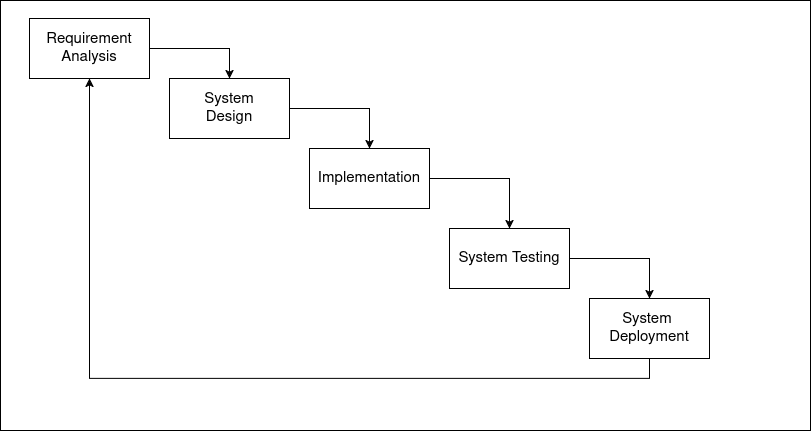 Requirement
Analysis
System
Design
Implementation
System Testing
System
Deployment